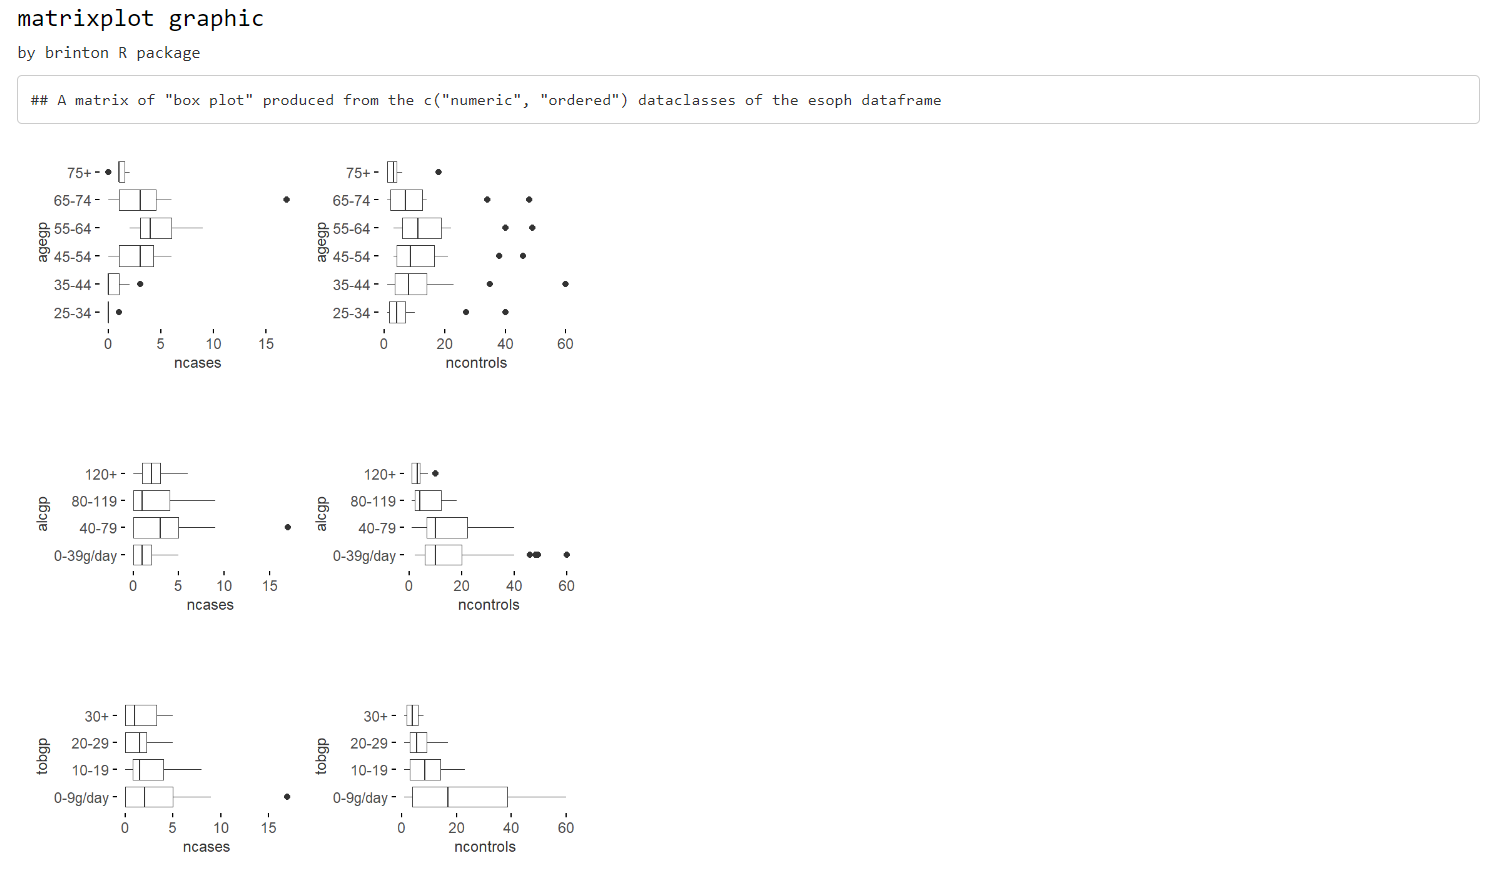 matrixplot graphic
by brinton R package
## A matrix of "box plot" produced from the c("numeric", "ordered") dataclasses of the esoph dataframe
75+
65-74
55-64
45-54
35-44
25-34
agegp
0 5 10 15
ncases
75+
65-74
55-64
45-54
35-44
25-34
agegp
0 20 40 60
ncontrols
120+
80-119
40-79
0-39g/day
alcgp
0 5 10 15
ncases
120+
80-119
40-79
0-39g/day
alcgp
0 20 40 60
ncontrols
30+
20-29
10-19
0-9g/day
tobgp
0 5 10 15
ncases
30+
20-29
10-19
0-9g/day
tobgp
0 20 40 60
ncontrols